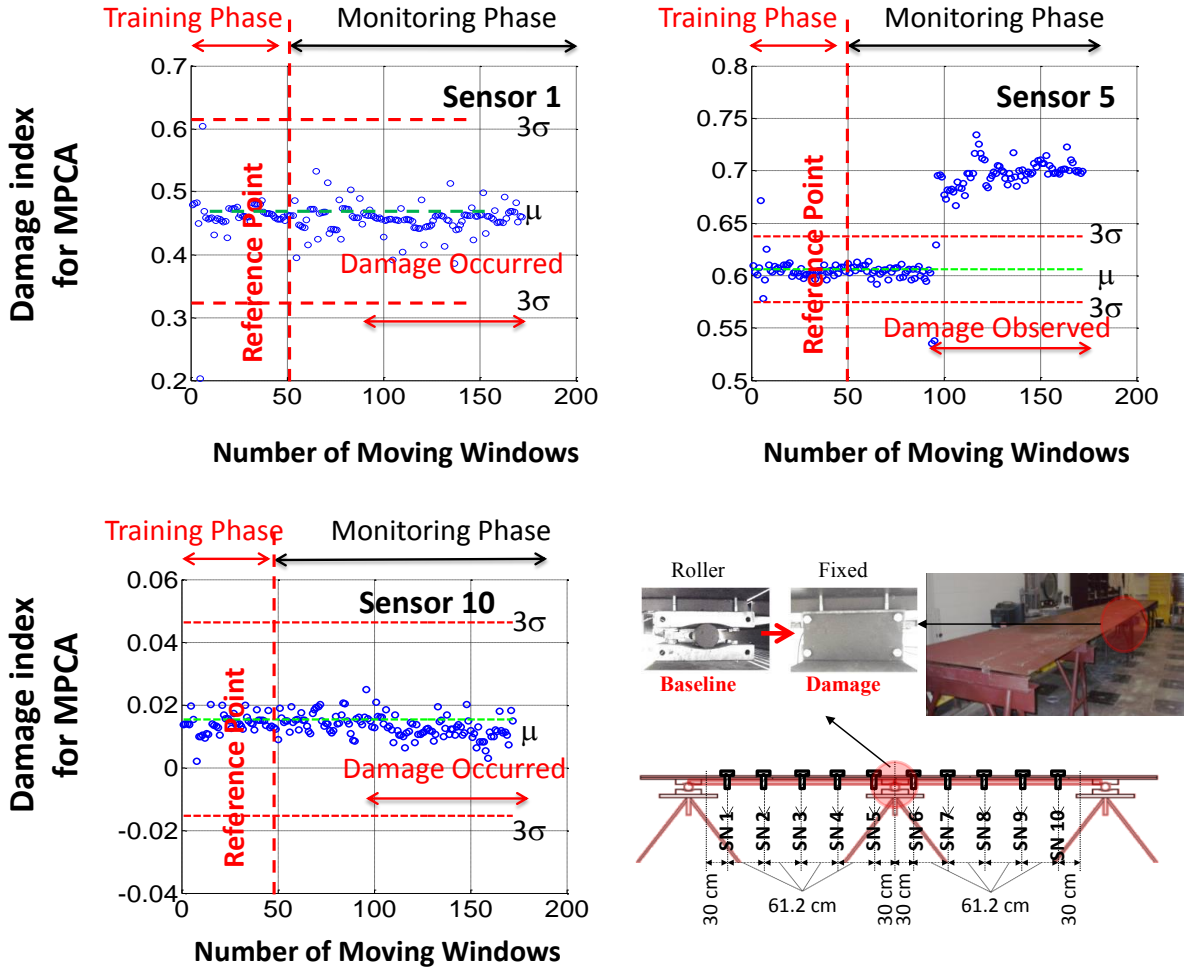 Training Phase
Monitoring Phase
0.7
Sensor 1
0.6
3σ
0.5
μ
0.4
Damage Occurred
3σ
0.3
0.2
0
50
100
150
200
Reference Point
Damage index
for MPCA
Number of Moving Windows
Training Phase
Monitoring Phase
0.8
Sensor 5
0.75
0.7
0.65
3σ
0.6
μ
3σ
0.55
Damage Observed
0.5
0
50
100
150
200
Reference Point
Number of Moving Windows
Training Phase
Monitoring Phase
0.06
Sensor 10
0.04
3σ
0.02
μ
0
Damage Occurred
-0.02
3σ
-0.04
0
50
100
150
200
Reference Point
Damage index
for MPCA
Number of Moving Windows
Roller
Fixed
Baseline
Damage
SN 1
SN 2
SN 3
SN 4
SN 5
SN 6
SN 7
SN 8
SN 9
SN 10
30 cm
61.2 cm
30 cm
30 cm
61.2 cm
30 cm